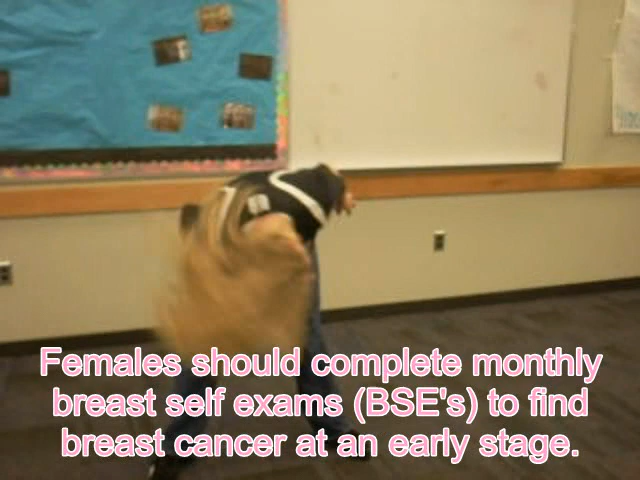 Females should complete monthly
breast self exams (BSE's) to find
breast cancer at an early stage.